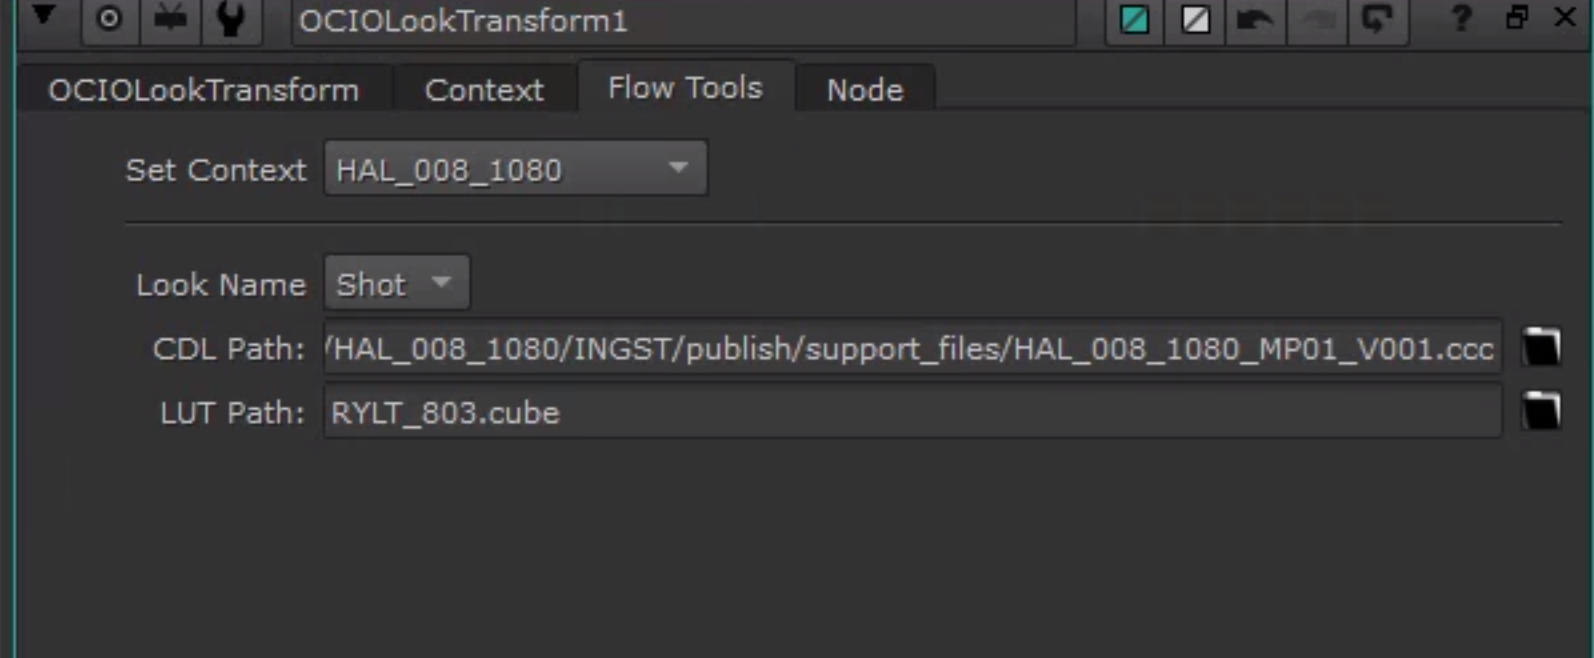 OCIOLookTransform1 ?
OCIOLookTransform Context Flow Tools Node
Set Context HAL_008_1080
Look Name Shot
CDL Path: /HAL_008_1080/INGST/publish/support_files/HAL_008_1080_MP01_V001.ccc
LUT Path: RYLT_803.cube